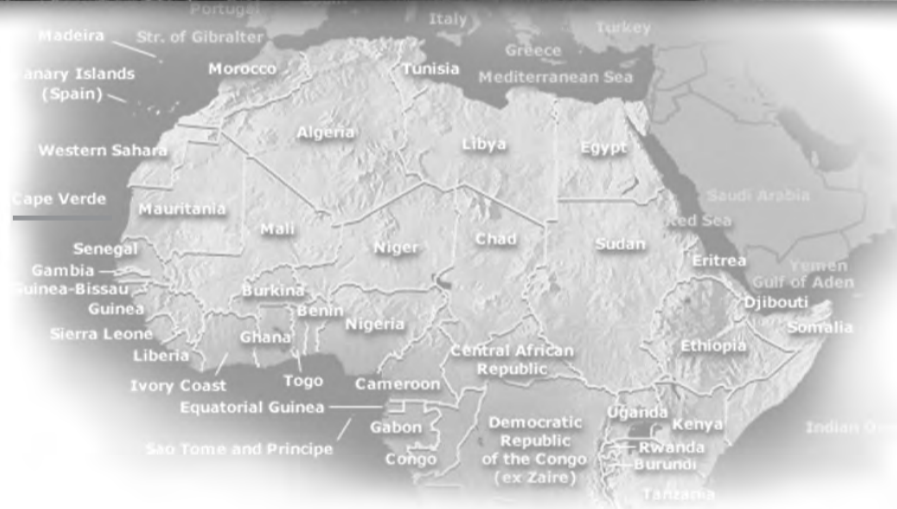 Portugal
Italy
Turkey
Madeira
Str. of Gibraltar
Greece
Morocco
Tunisia
Mediterranean Sea
anary Islands
(Spain)
Algeria
Libya
Egypt
Western Sahara
Cape Verde
Mauritania
Saudi Arabia
Red Sea
Mali
Niger
Chad
Sudan
Senegal
Eritrea
Yemen
Gambia
Gulf of Aden
Guinea-Bissau
Burkina
Djibouti
Guinea
Benin
Nigeria
Somalia
Sierra Leone
Ghana
Ethiopia
Liberia
Central African
Republic
Ivory Coast
Togo
Cameroon
Equatorial Guinea
Uganda
Gabon
Democratic
Republic
of the Congo
(ex Zaire)
Kenya
Indian O
Sao Tome and Principe
Congo
Rwanda
Burundi
Tanzania